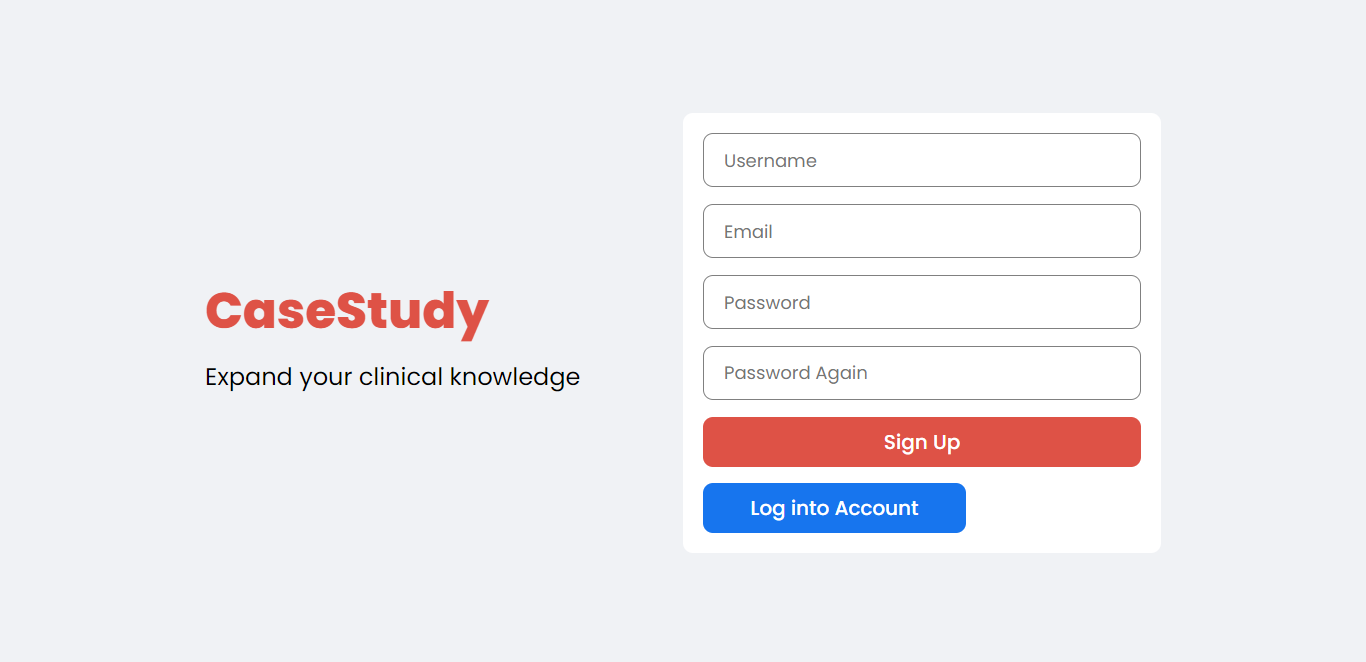 CaseStudy
Expand your clinical knowledge
Username
Email
Password
Password Again
Sign Up
Log into Account